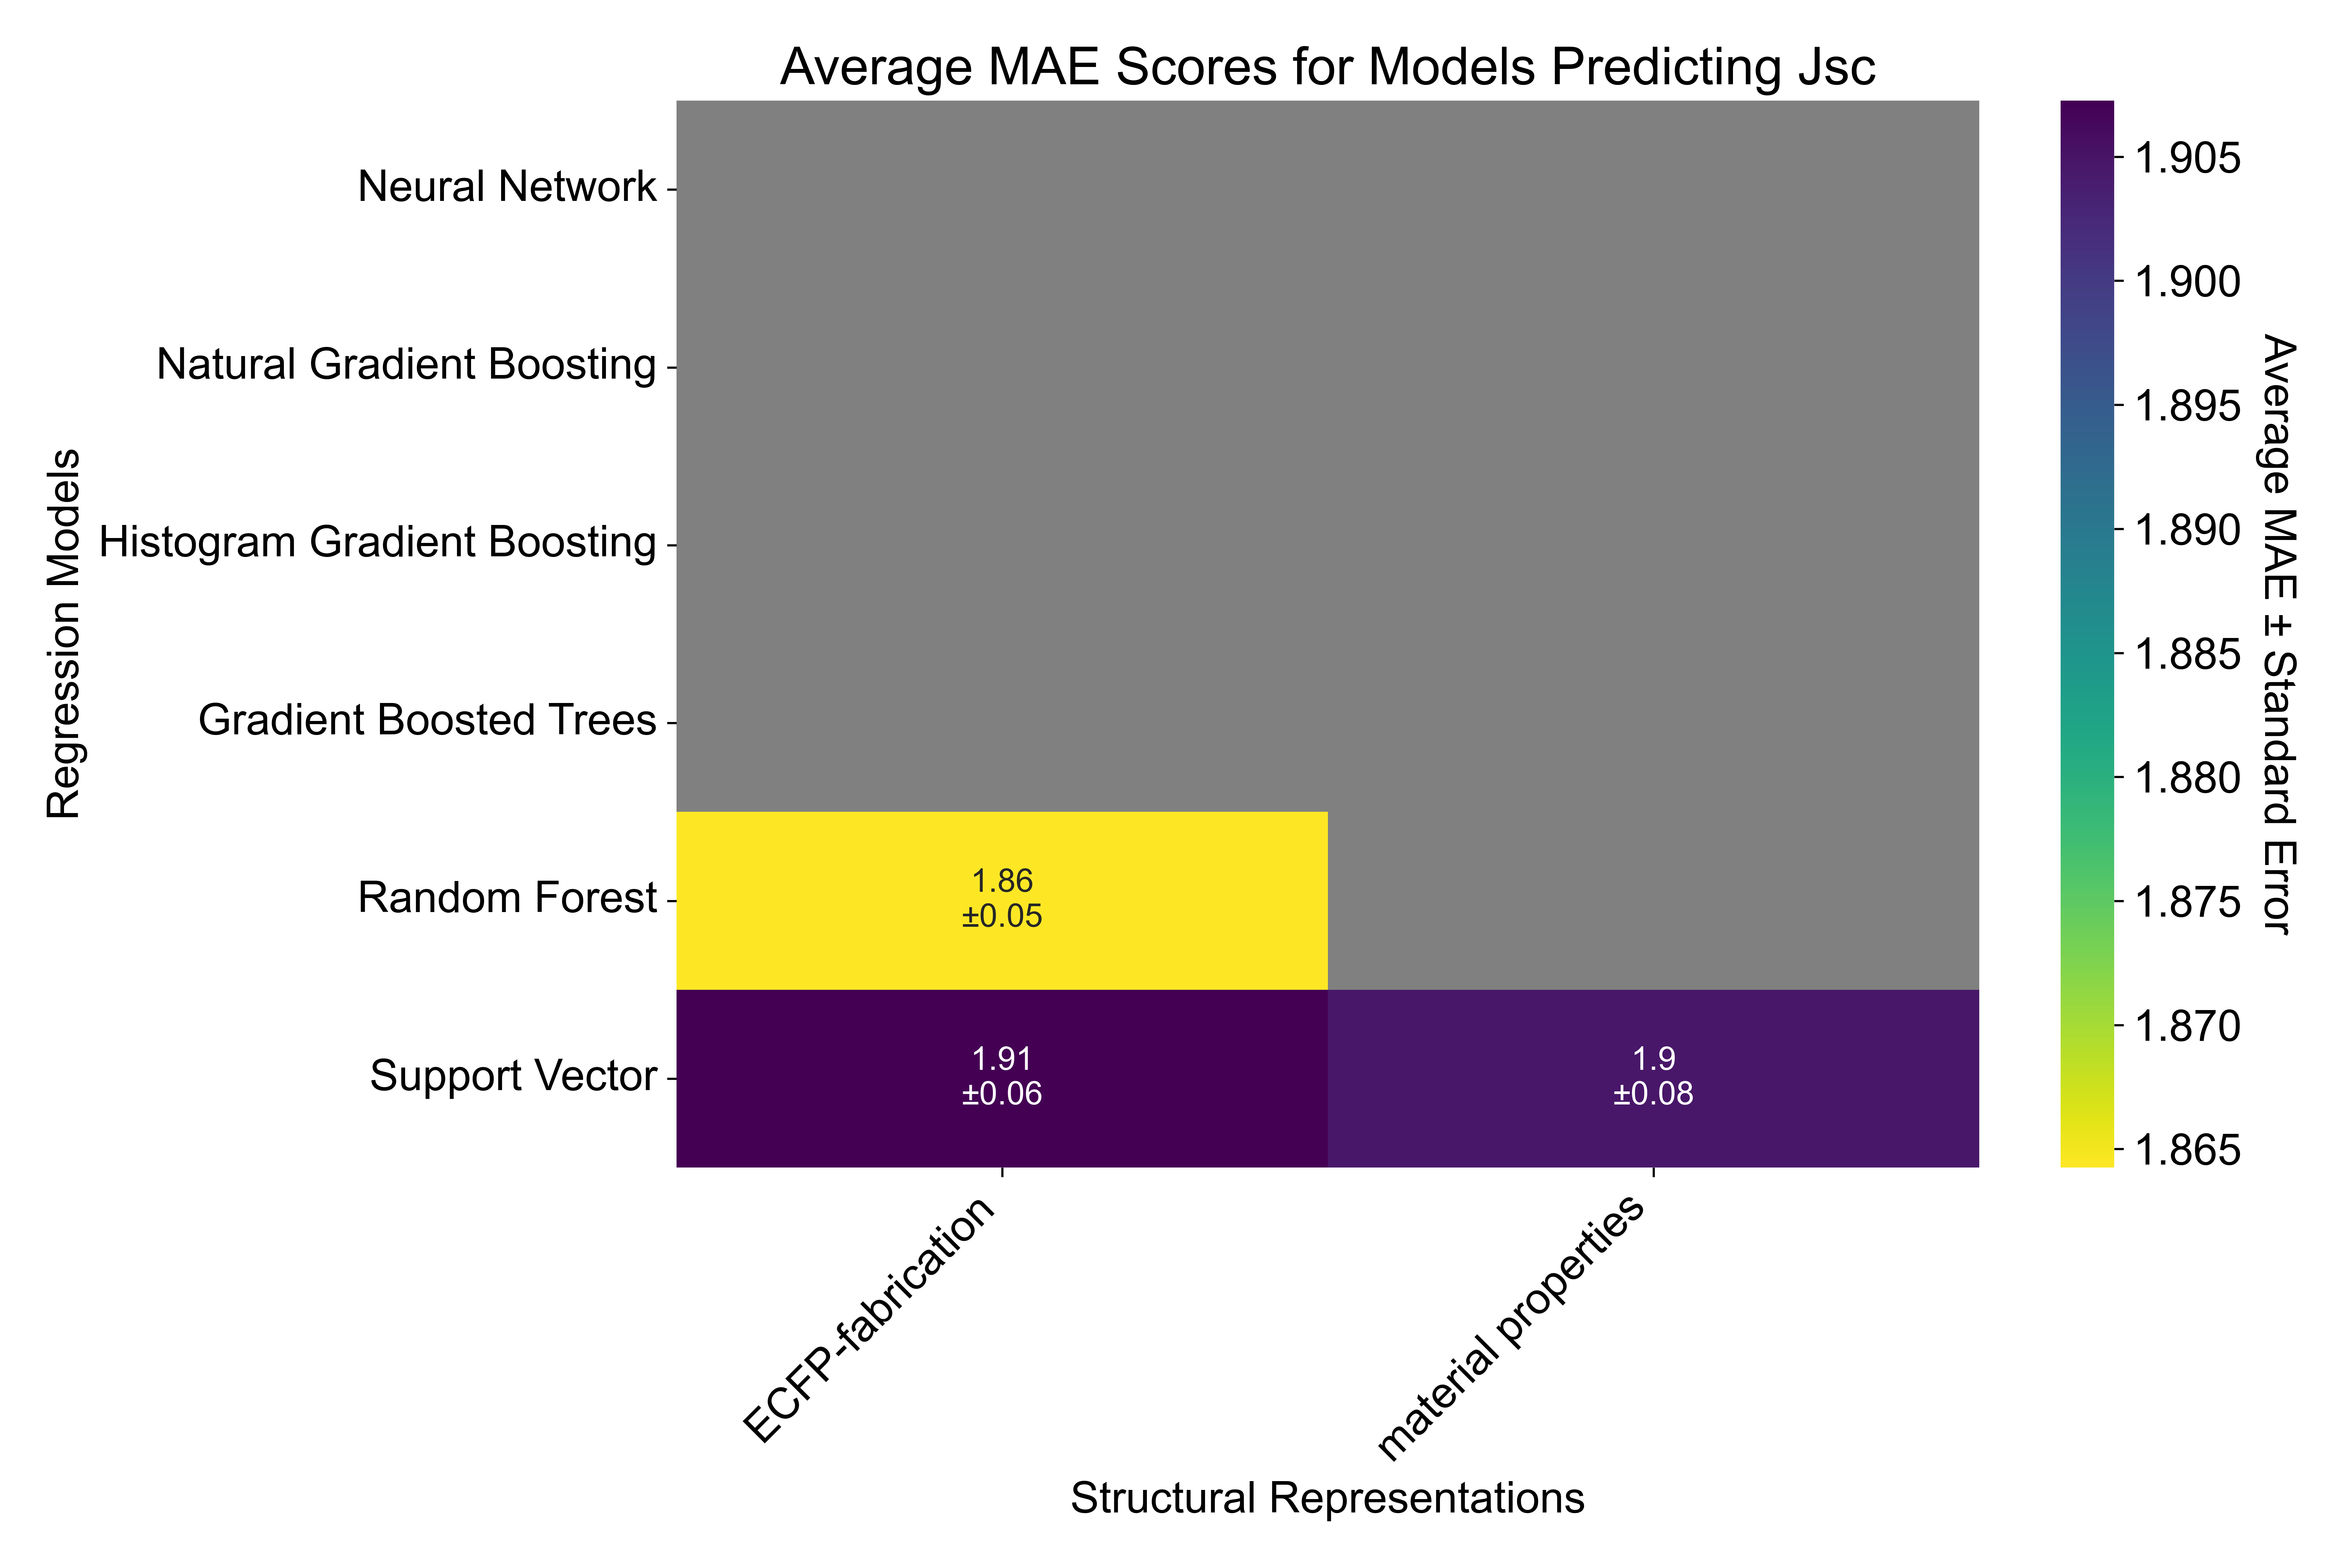 Average MAE Scores for Models Predicting Jsc
Regression Models
Neural Network
Natural Gradient Boosting
Histogram Gradient Boosting
Gradient Boosted Trees
Random Forest
Support Vector
1.86
±0.05
1.91
±0.06
1.9
±0.08
ECFP-fabrication
material properties
Structural Representations
1.905
1.900
1.895
1.890
1.885
1.880
1.875
1.870
1.865
Average MAE ± Standard Error